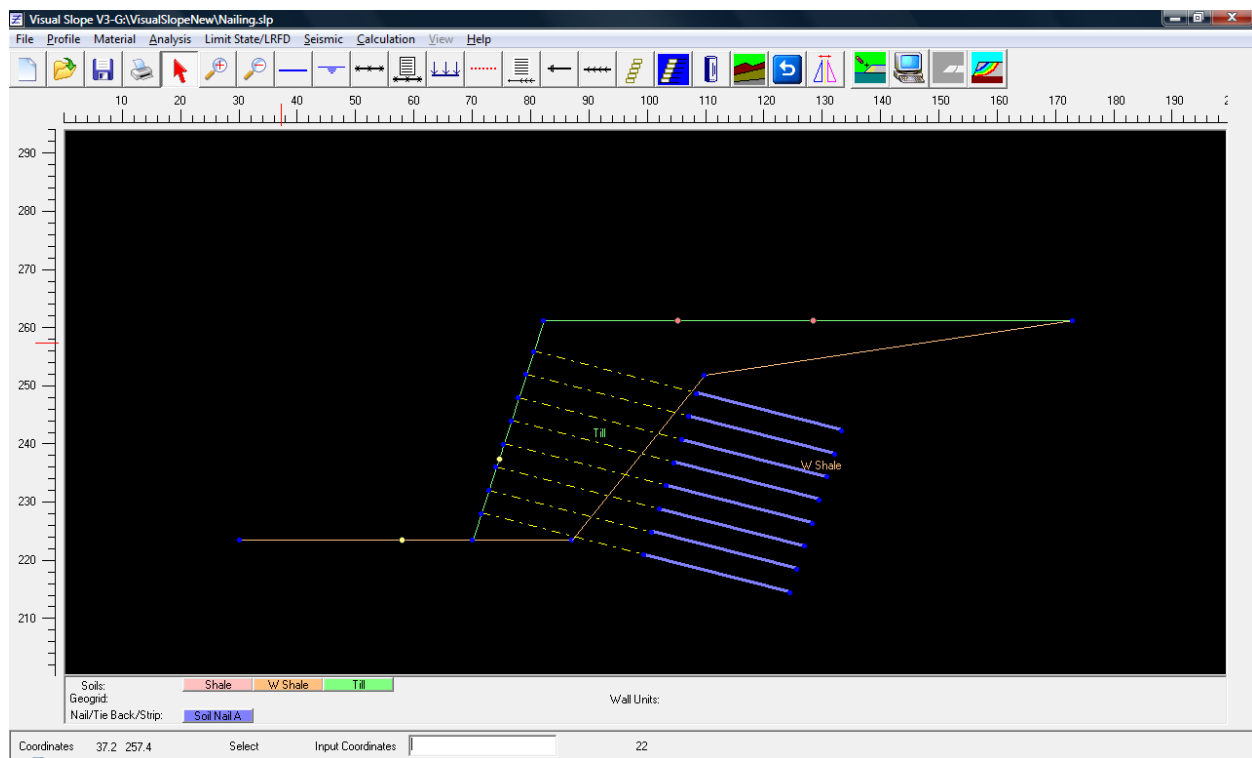 Visual Slope V3-G:\VisualSlopeNew\Nailing.slp
File Profile Material Analysis Limit State/LRFD Seismic Calculation View Help
10 20 30 40 50 60 70 80 90 100 110 120 130 140 150 160 170 180 190 2
290
280
270
260
250
240
Till
W Shale
230
220
210
Soils: Shale W Shale Till
Geogrid: Wall Units:
Nail/Tie Back/Strip: Soil Nail A
Coordinates 37.2 257.4 Select Input Coordinates 22